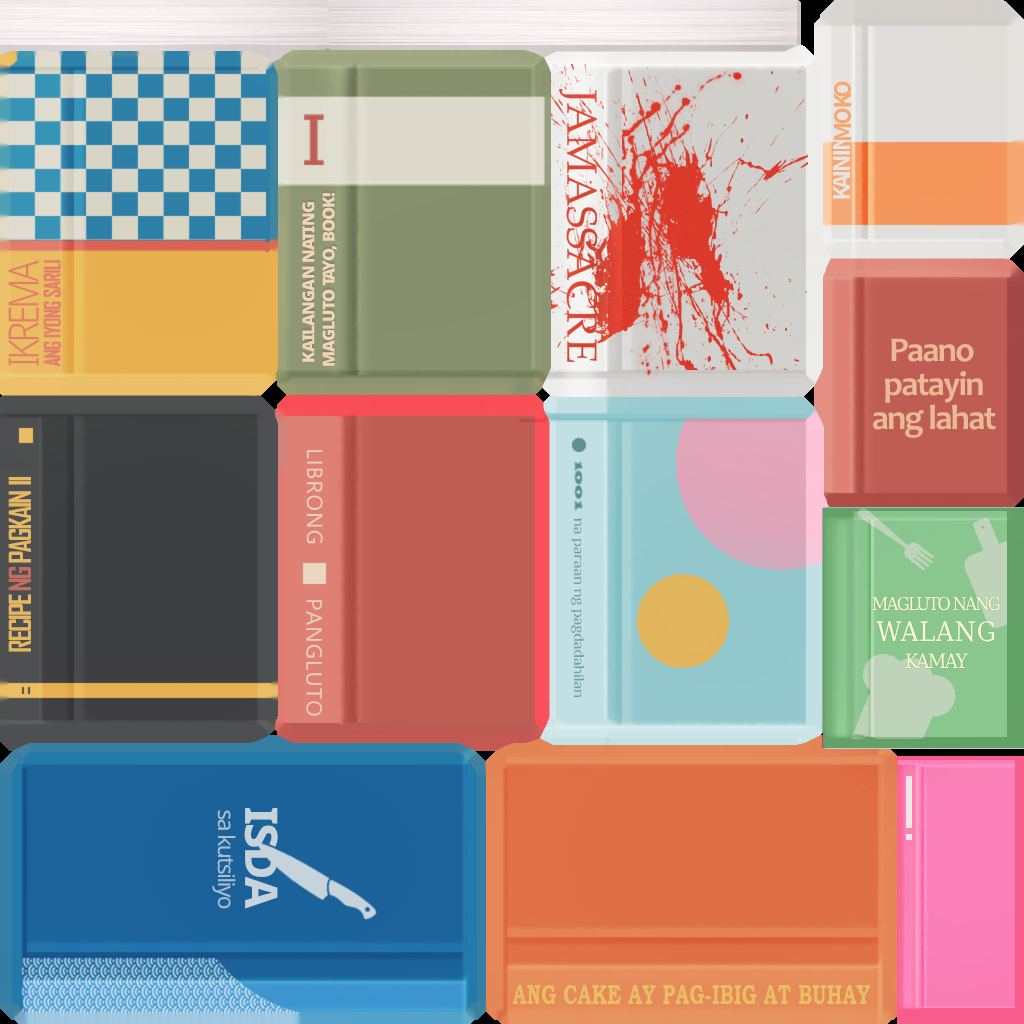 IKREMA
ANG IYONG SARILI
I
KAILANGAN NATING
MAGLUTO TAYO, BOOK!
JAMASSACRE
KAININMOKO
Paano
patayin
ang lahat
RECIPE NG PAGKAIN II
=
LIBRONG PANGLUTO
1001 na paraan ng pagdadahilan
MAGLUTO NANG
WALANG
KAMAY
ISDA
sa kutsiliyo
ANG CAKE AY PAG-IBIG AT BUHAY
!